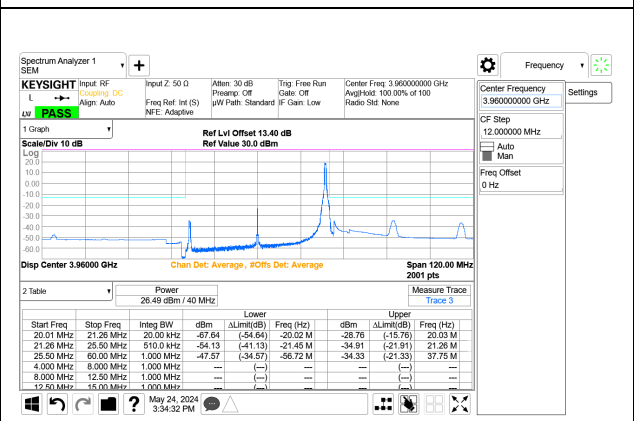 Spectrum Analyzer 1
SEM
Frequency
KEYSIGHT Input: RF Input Z: 50 Ω Atten: 30 dB Trig: Free Run Center Freq: 3.960000000 GHz
L Coupling: DC Preamp: Off Gate: Off Avg|Hold: 100.00% of 100
Align: Auto Freq Ref: Int (S) µW Path: Standard IF Gain: Low Radio Std: None
LXI PASS NFE: Adaptive
Center Frequency
3.960000000 GHz
Settings
CF Step
12.000000 MHz
Auto
Man
Freq Offset
0 Hz
1 Graph
Ref Lvl Offset 13.40 dB
Scale/Div 10 dB Ref Value 30.0 dBm
Log
20.0
10.0
0.00
-10.0
-20.0
-30.0
-40.0
-50.0
-60.0
Disp Center 3.96000 GHz Chan Det: Average, #Offs Det: Average Span 120.00 MHz
2001 pts
2 Table
Power
26.49 dBm / 40 MHz
Measure Trace
Trace 3
Lower Upper
Start Freq Stop Freq Integ BW dBm ΔLimit(dB) Freq (Hz) dBm ΔLimit(dB) Freq (Hz)
20.01 MHz 21.26 MHz 20.00 kHz -67.64 (-54.64) -20.02 M -28.76 (-15.76) 20.03 M
21.26 MHz 25.50 MHz 510.0 kHz -54.13 (-41.13) -21.45 M -34.91 (-21.91) 21.26 M
25.50 MHz 60.00 MHz 1.000 MHz -47.57 (-34.57) -56.72 M -34.33 (-21.33) 37.75 M
4.000 MHz 8.000 MHz 1.000 MHz --- (---) --- --- (---) ---
8.000 MHz 12.50 MHz 1.000 MHz --- (---) --- --- (---) ---
12.50 MHz 15.00 MHz 1.000 MHz --- (---) --- --- (---) ---
May 24, 2024
3:34:32 PM